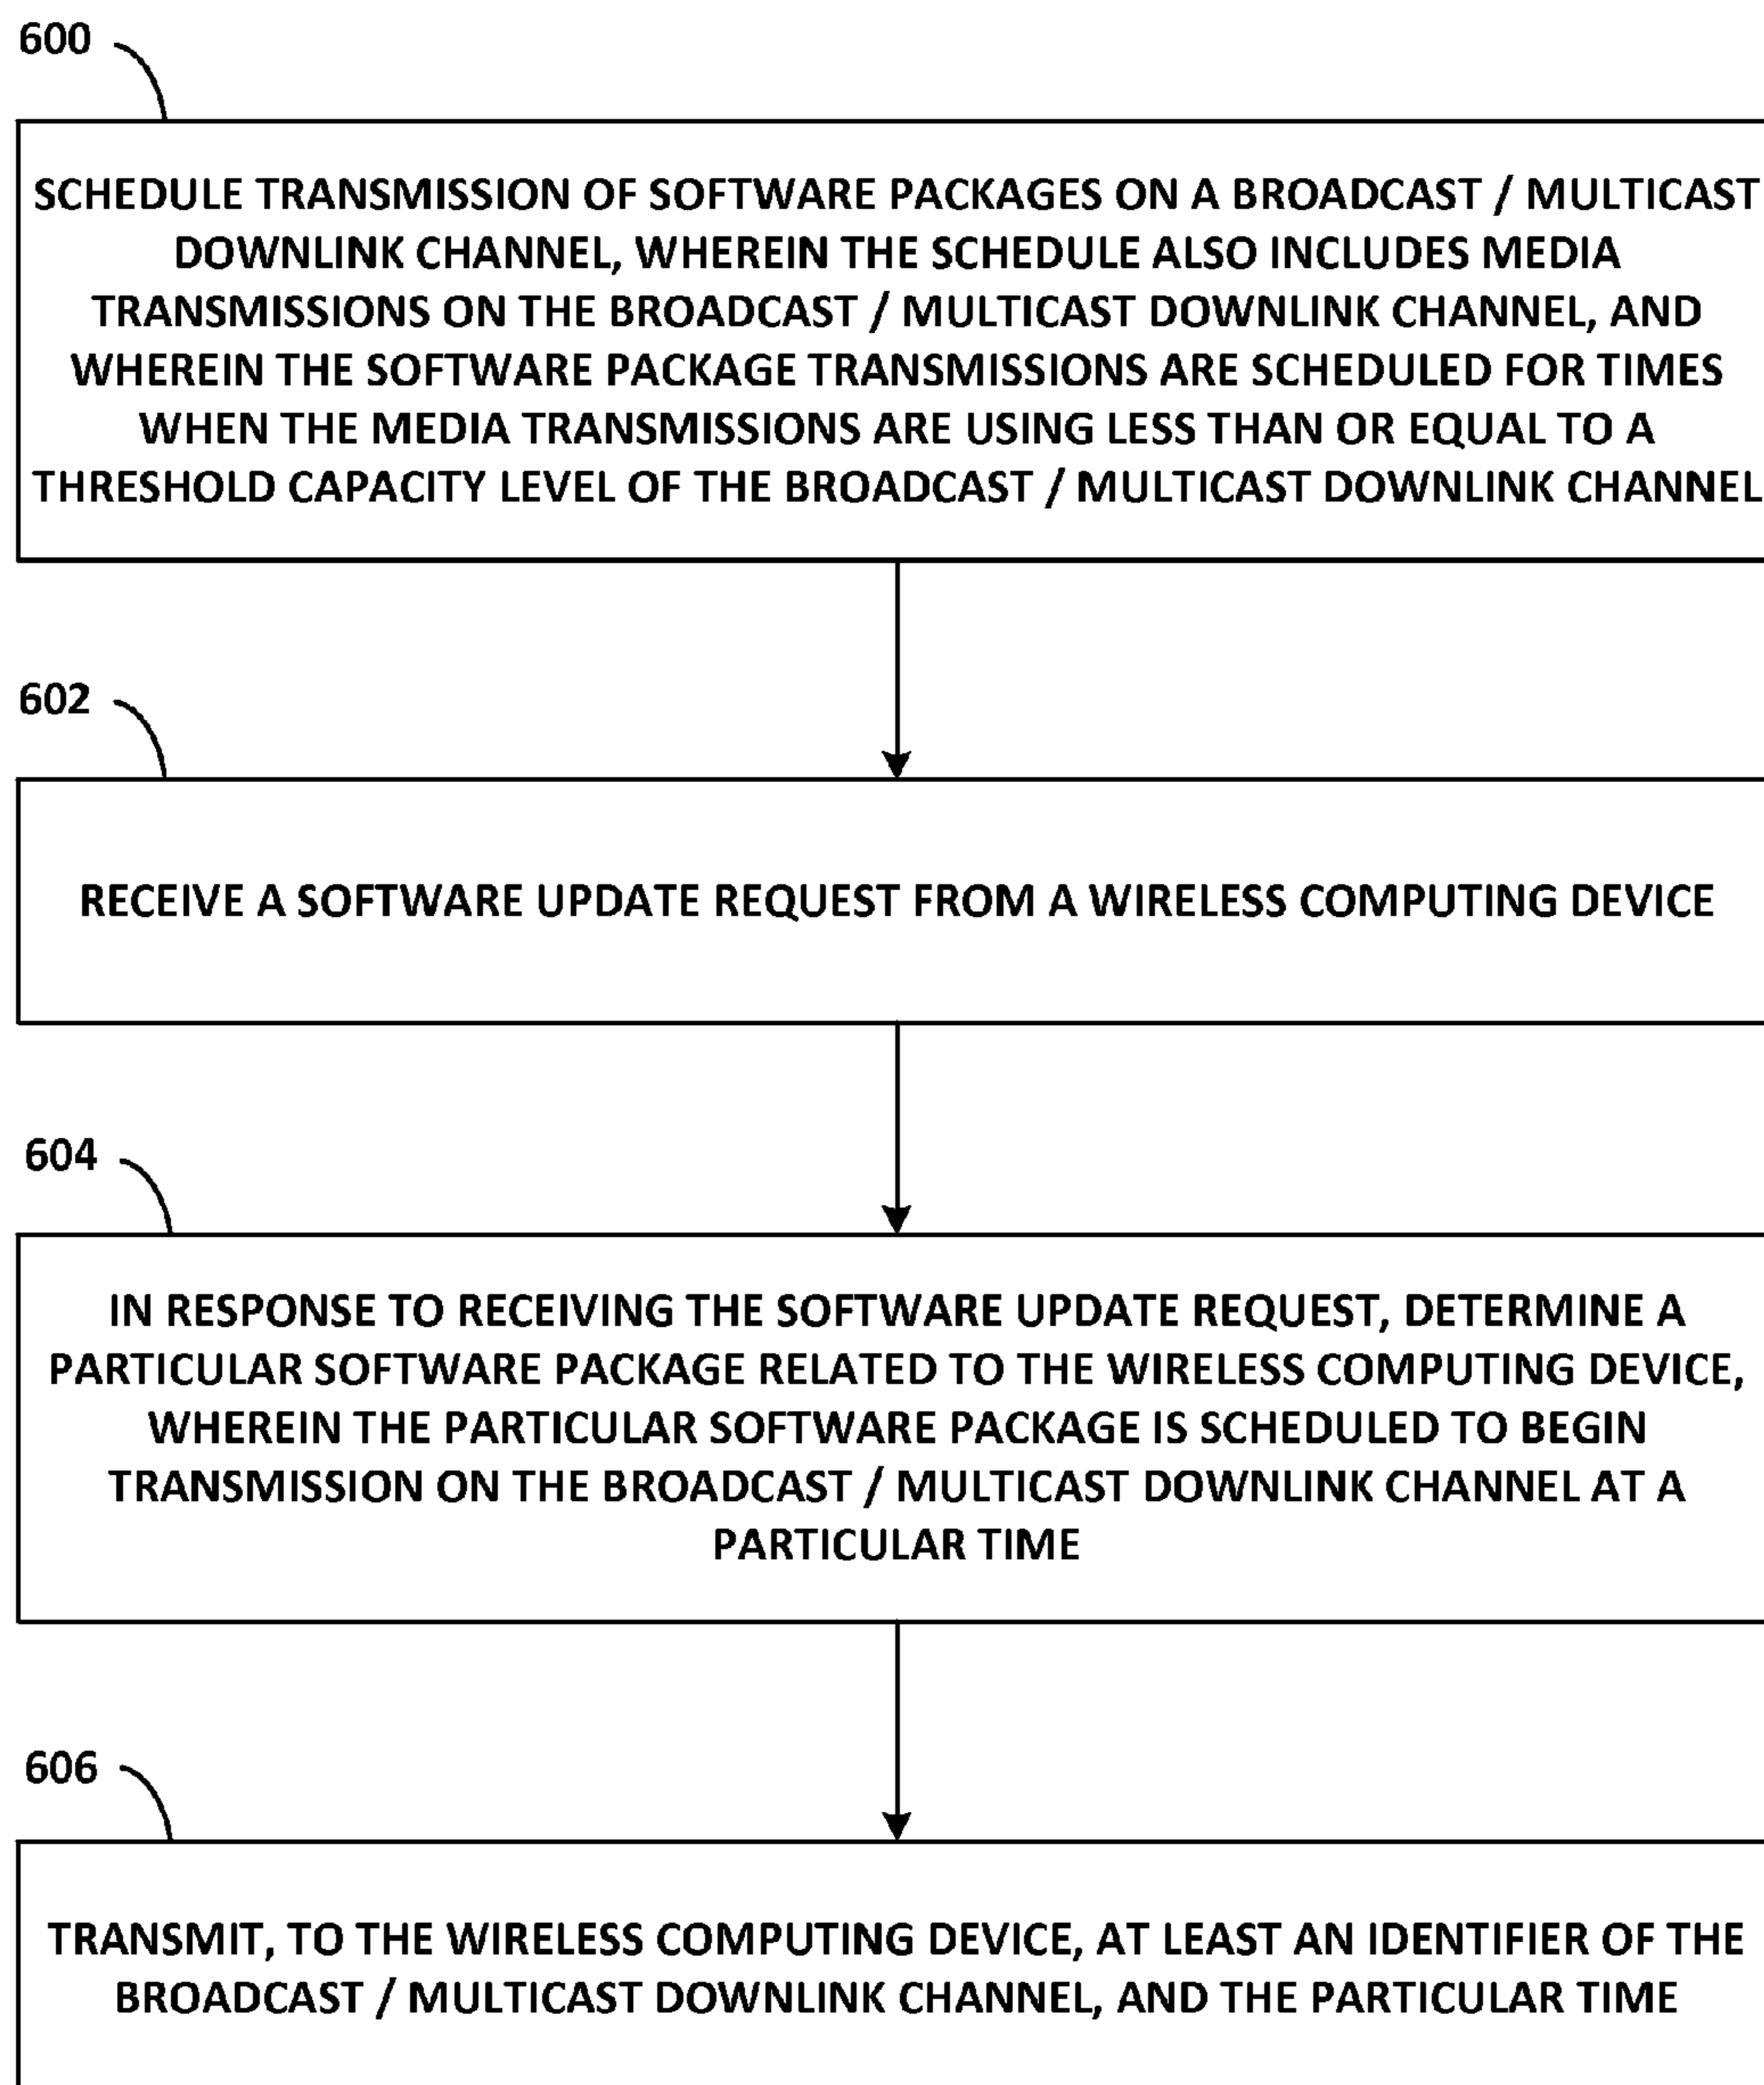 600
SCHEDULE TRANSMISSION OF SOFTWARE PACKAGES ON A BROADCAST / MULTICAST
DOWNLINK CHANNEL, WHEREIN THE SCHEDULE ALSO INCLUDES MEDIA
TRANSMISSIONS ON THE BROADCAST / MULTICAST DOWNLINK CHANNEL, AND
WHEREIN THE SOFTWARE PACKAGE TRANSMISSIONS ARE SCHEDULED FOR TIMES
WHEN THE MEDIA TRANSMISSIONS ARE USING LESS THAN OR EQUAL TO A
THRESHOLD CAPACITY LEVEL OF THE BROADCAST / MULTICAST DOWNLINK CHANNEL
602
RECEIVE A SOFTWARE UPDATE REQUEST FROM A WIRELESS COMPUTING DEVICE
604
IN RESPONSE TO RECEIVING THE SOFTWARE UPDATE REQUEST, DETERMINE A
PARTICULAR SOFTWARE PACKAGE RELATED TO THE WIRELESS COMPUTING DEVICE,
WHEREIN THE PARTICULAR SOFTWARE PACKAGE IS SCHEDULED TO BEGIN
TRANSMISSION ON THE BROADCAST / MULTICAST DOWNLINK CHANNEL AT A
PARTICULAR TIME
606
TRANSMIT, TO THE WIRELESS COMPUTING DEVICE, AT LEAST AN IDENTIFIER OF THE
BROADCAST / MULTICAST DOWNLINK CHANNEL, AND THE PARTICULAR TIME